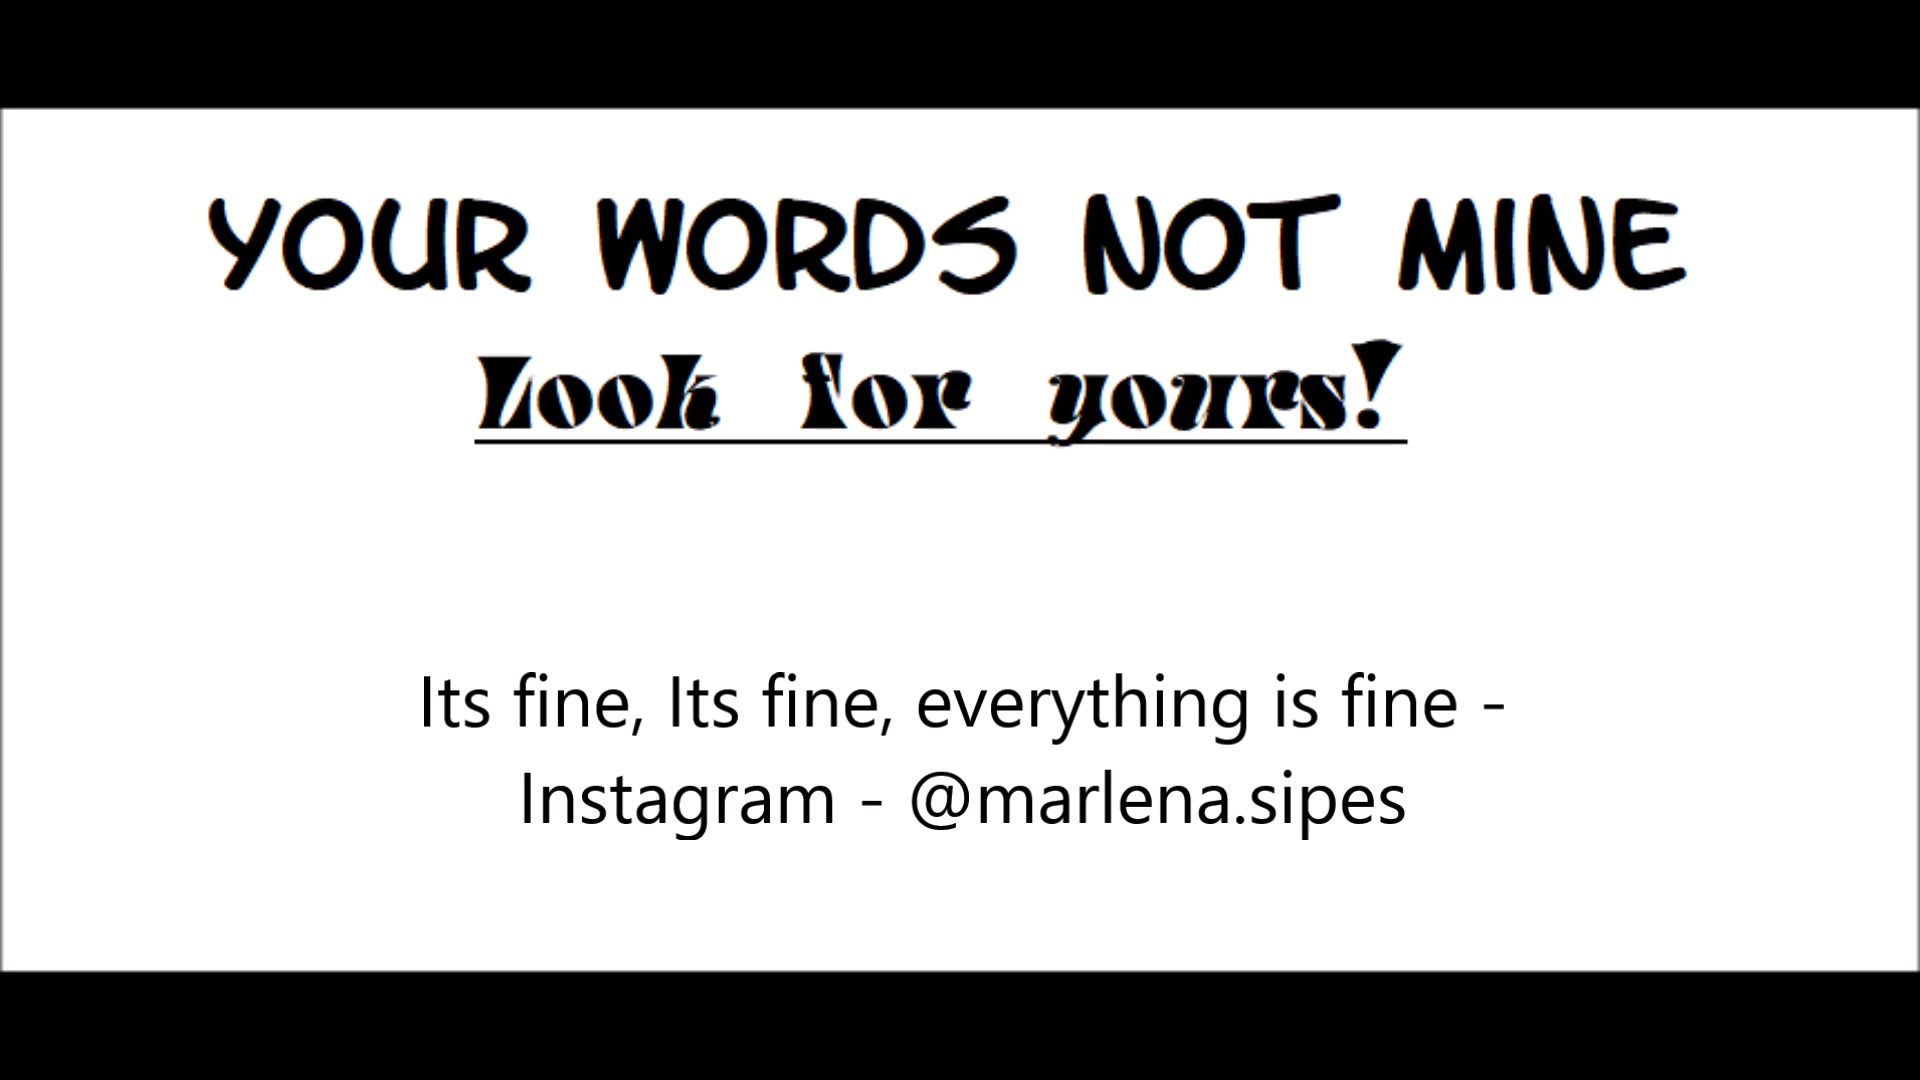 YOUR WORDS NOT MINE
Look for yours!
Its fine, Its fine, everything is fine -
Instagram - @marlena.sipes